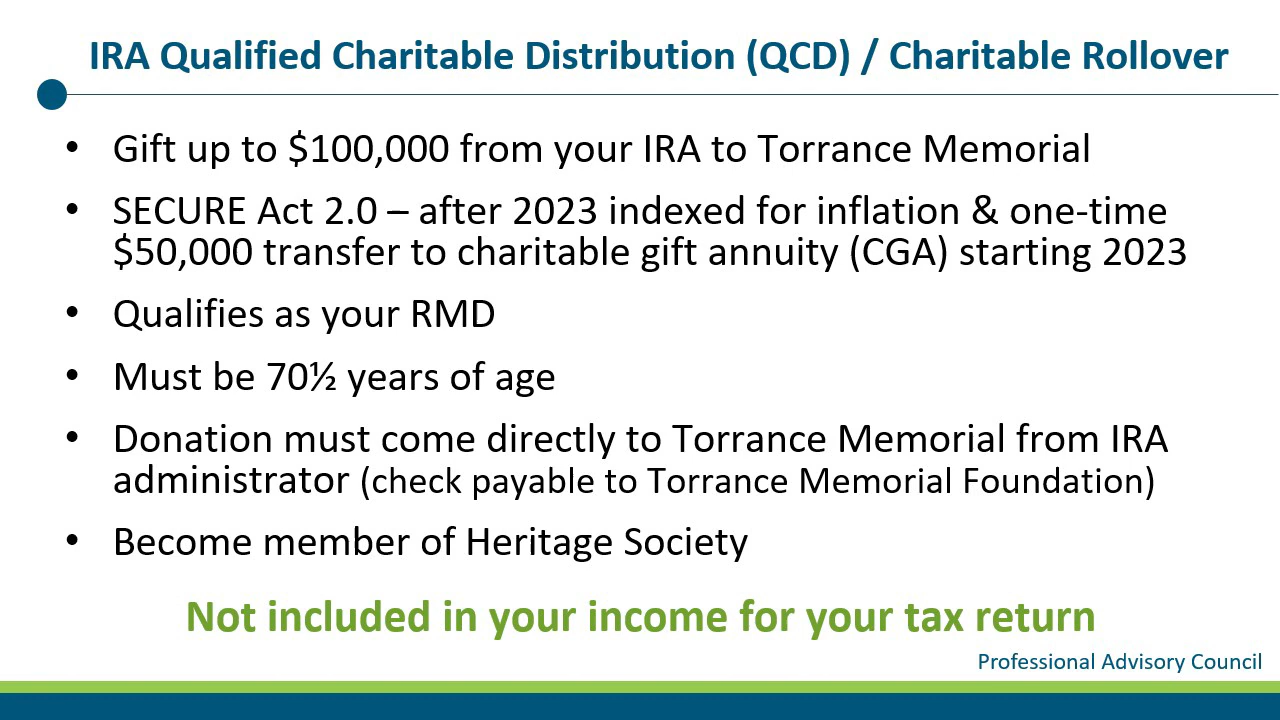 IRA Qualified Charitable Distribution (QCD) / Charitable Rollover
• Gift up to $100,000 from your IRA to Torrance Memorial
• SECURE Act 2.0 – after 2023 indexed for inflation & one-time
$50,000 transfer to charitable gift annuity (CGA) starting 2023
• Qualifies as your RMD
• Must be 70½ years of age
• Donation must come directly to Torrance Memorial from IRA
administrator (check payable to Torrance Memorial Foundation)
• Become member of Heritage Society
Not included in your income for your tax return
Professional Advisory Council